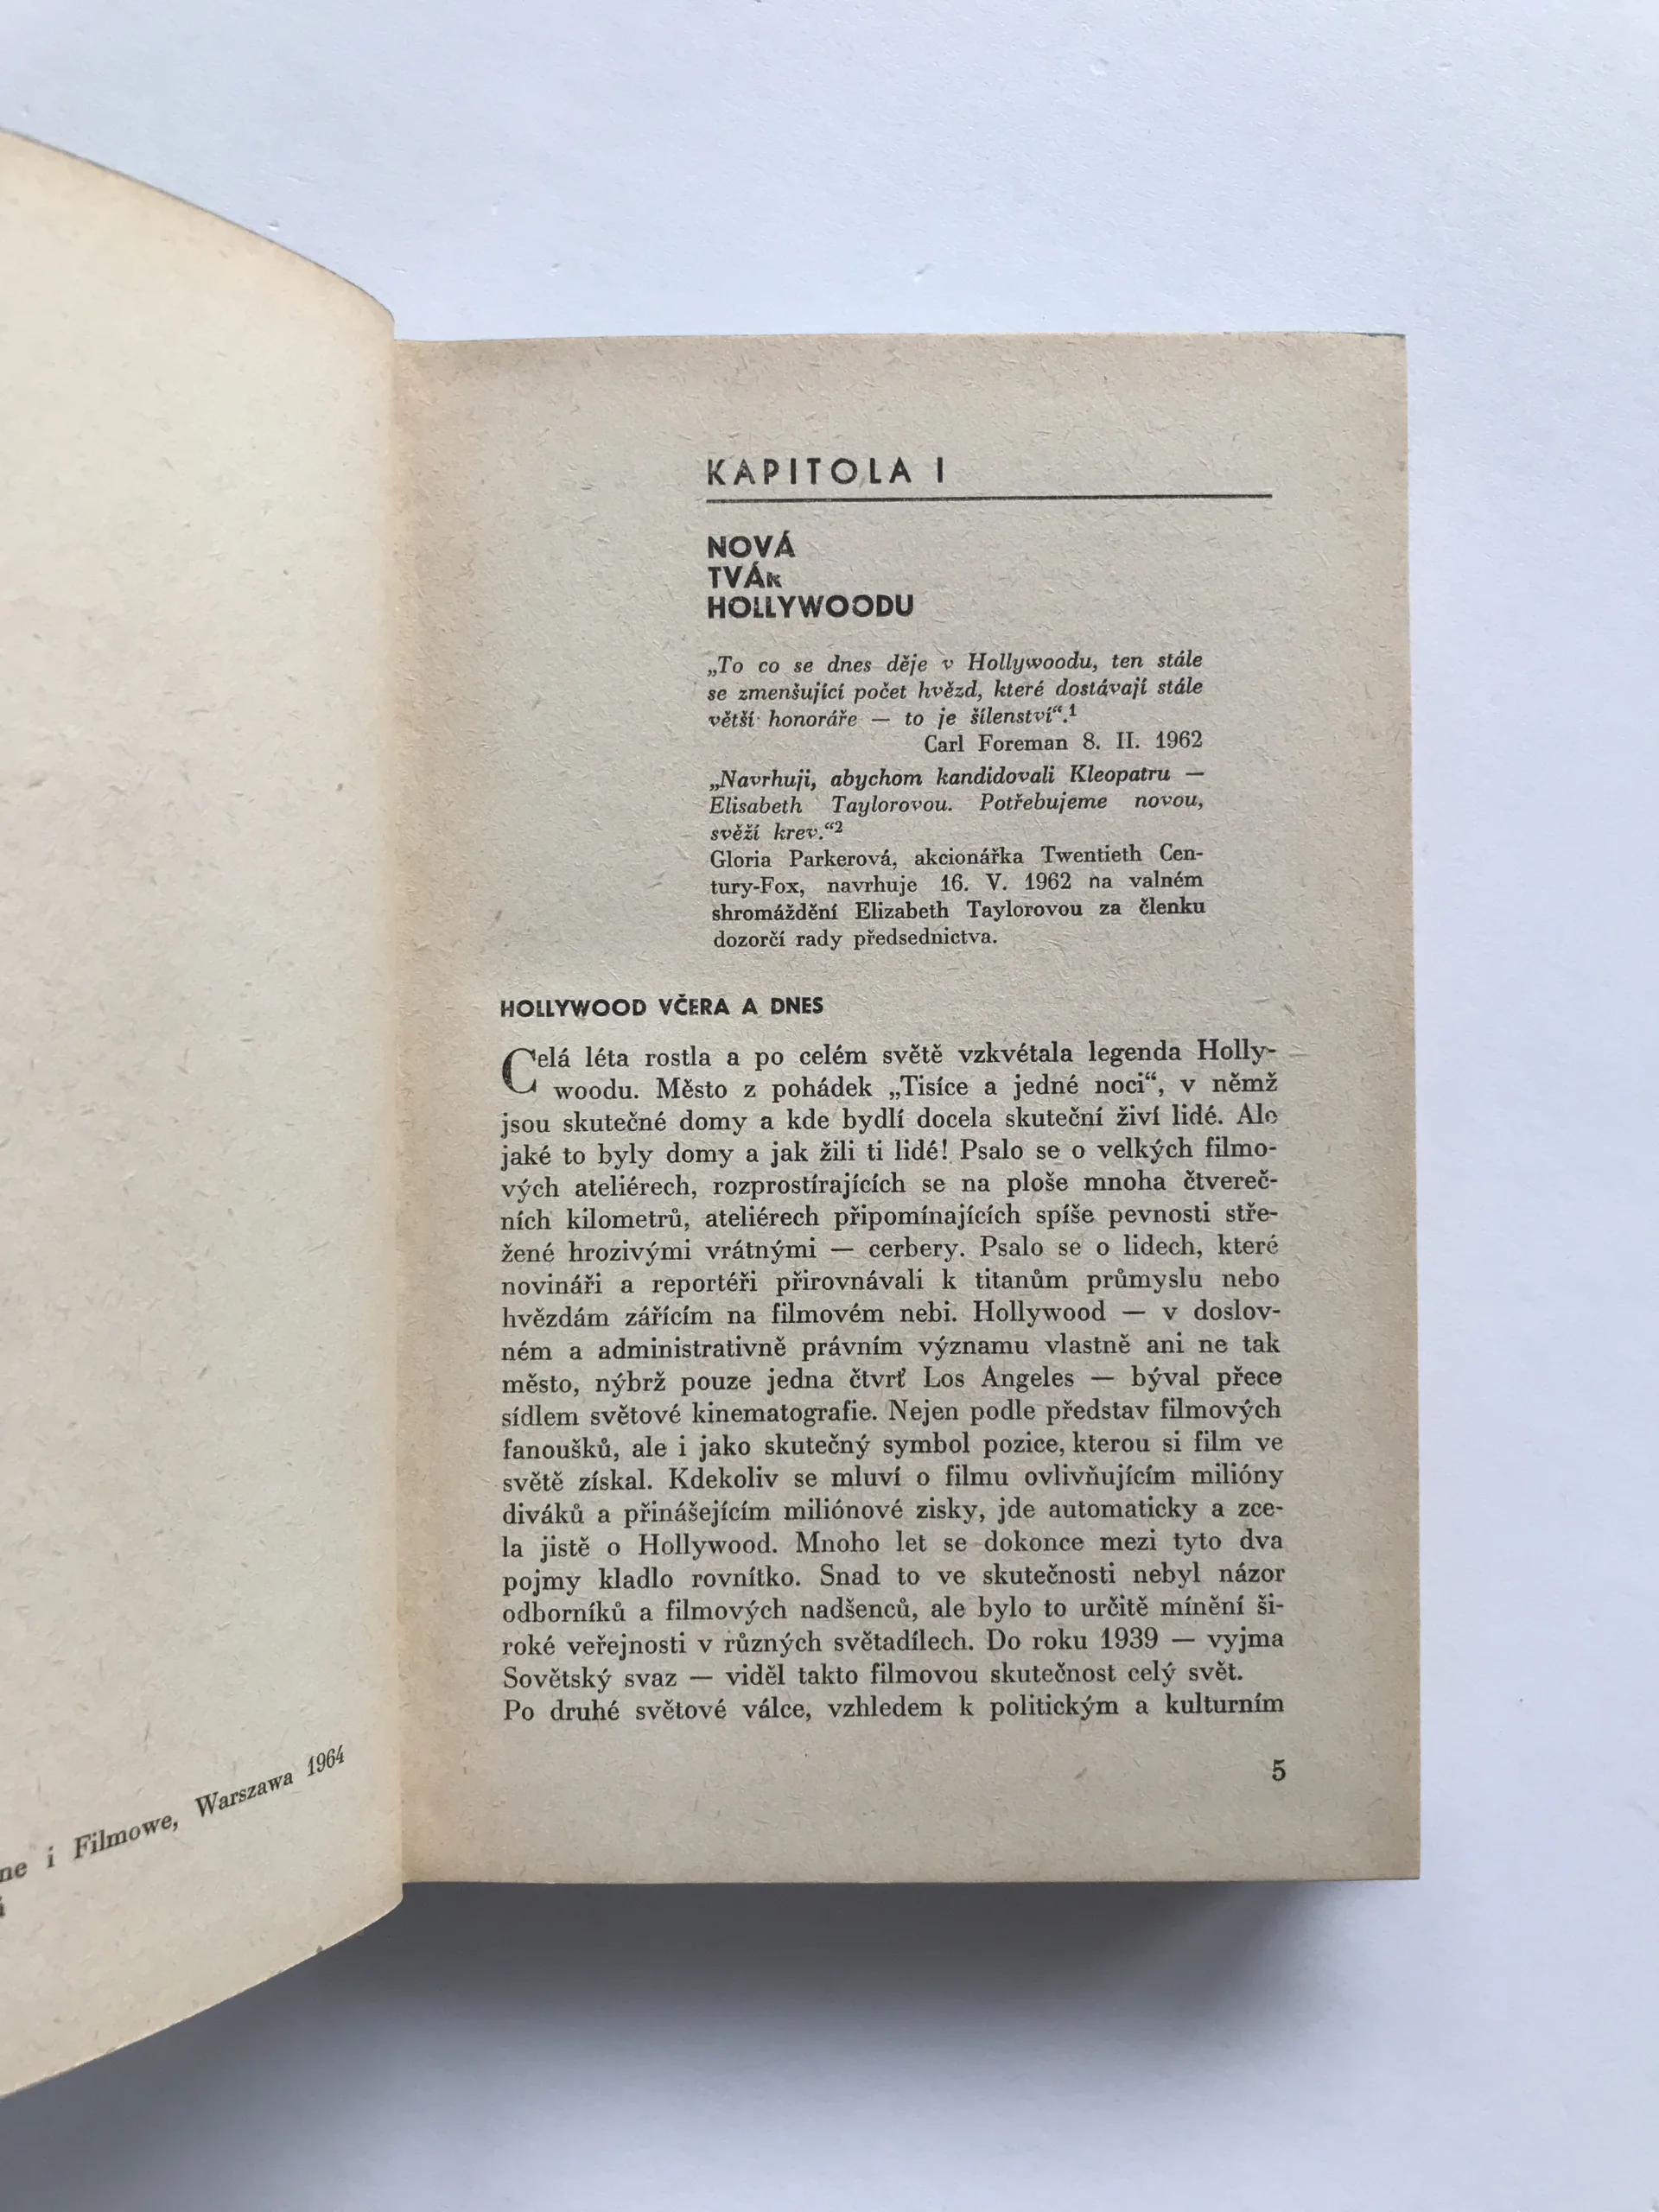 ne i Filmowe, Warszawa 1964
KAPITOLA I
NOVÁ
TVÁŘ
HOLLYWOODU
„To co se dnes děje v Hollywoodu, ten stále
se zmenšující počet hvězd, které dostávají stále
větší honoráře — to je šílenství“.¹
Carl Foreman 8. II. 1962
„Navrhuji, abychom kandidovali Kleopatru —
Elisabeth Taylorovou. Potřebujeme novou,
svěží krev.“²
Gloria Parkerová, akcionářka Twentieth Cen-
tury-Fox, navrhuje 16. V. 1962 na valném
shromáždění Elizabeth Taylorovou za členku
dozorčí rady předsednictva.
HOLLYWOOD VČERA A DNES
Celá léta rostla a po celém světě vzkvétala legenda Holly-
woodu. Město z pohádek „Tisíce a jedné noci“, v němž
jsou skutečné domy a kde bydlí docela skuteční živí lidé. Ale
jaké to byly domy a jak žili ti lidé! Psalo se o velkých filmo-
vých ateliérech, rozprostírajících se na ploše mnoha čtvereč-
ních kilometrů, ateliérech připomínajících spíše pevnosti stře-
žené hrozivými vrátnými — cerbery. Psalo se o lidech, které
novináři a reportéři přirovnávali k titanům průmyslu nebo
hvězdám zářícím na filmovém nebi. Hollywood — v doslov-
ném a administrativně právním významu vlastně ani ne tak
město, nýbrž pouze jedna čtvrť Los Angeles — býval přece
sídlem světové kinematografie. Nejen podle představ filmových
fanoušků, ale i jako skutečný symbol pozice, kterou si film ve
světě získal. Kdekoliv se mluví o filmu ovlivňujícím milióny
diváků a přinášejícím miliónové zisky, jde automaticky a zce-
la jistě o Hollywood. Mnoho let se dokonce mezi tyto dva
pojmy kladlo rovnítko. Snad to ve skutečnosti nebyl názor
odborníků a filmových nadšenců, ale bylo to určitě mínění ši-
roké veřejnosti v různých světadílech. Do roku 1939 — vyjma
Sovětský svaz — viděl takto filmovou skutečnost celý svět.
Po druhé světové válce, vzhledem k politickým a kulturním
5